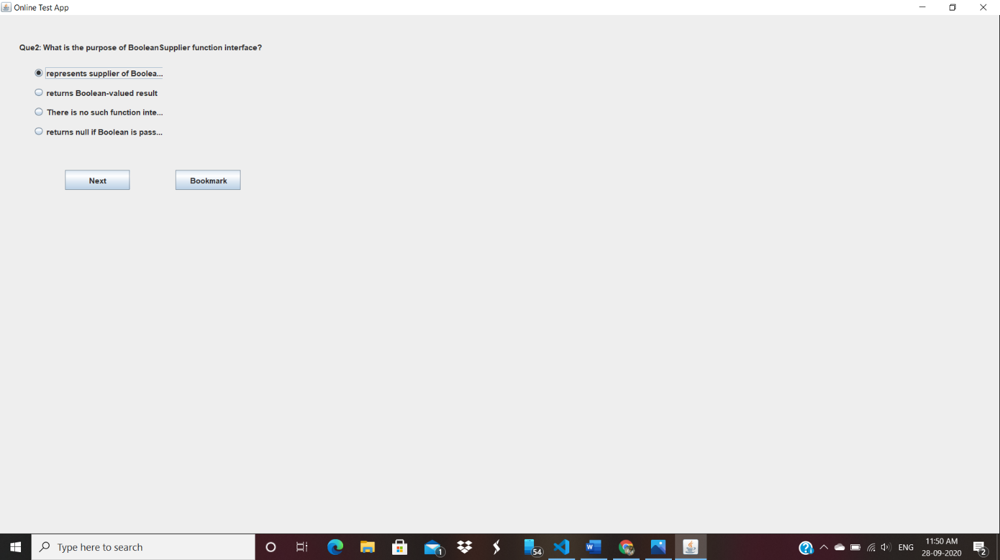 Online Test App
Que2: What is the purpose of BooleanSupplier function interface?
represents supplier of Boolea...
returns Boolean-valued result
There is no such function inte...
returns null if Boolean is pass...
Next
Bookmark
Type here to search
1
54
W
ENG
11:50 AM
28-09-2020
2